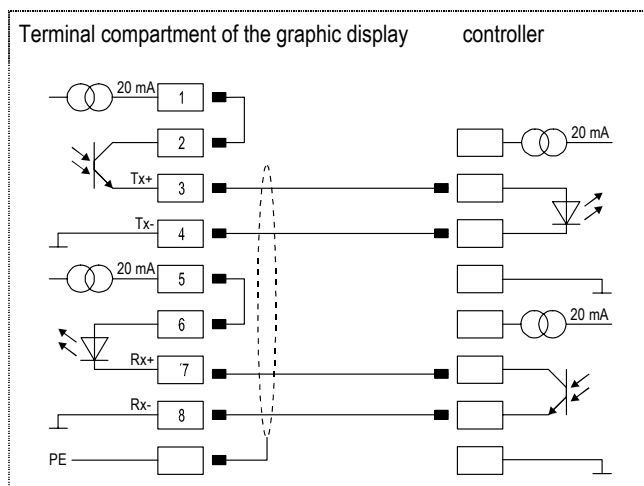 Terminal compartment of the graphic display controller
20 mA 1
2 20 mA
Tx+ 3
Tx- 4
20 mA 5
6 20 mA
Rx+ ´7
Rx- 8
PE